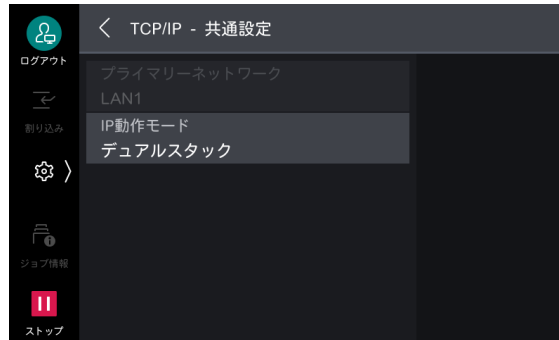 TCP/IP - 共通設定
ログアウト
プライマリーネットワーク
LAN1
割り込み
IP動作モード
デュアルスタック
ジョブ情報
ストップ